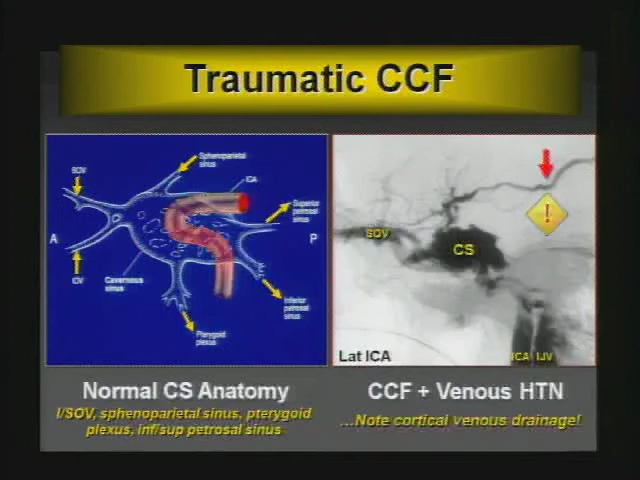 Traumatic CCF
Sphenoparietal
sinus
SOV
ICA
Superior
petrosal
sinus
A
P
IOV
Cavernous
sinus
Inferior
petrosal
sinus
Pterygoid
plexus
SOV
CS
!
Lat ICA
ICA IJV
Normal CS Anatomy
I/SOV, sphenoparietal sinus, pterygoid
plexus, inf/sup petrosal sinus
CCF + Venous HTN
...Note cortical venous drainage!